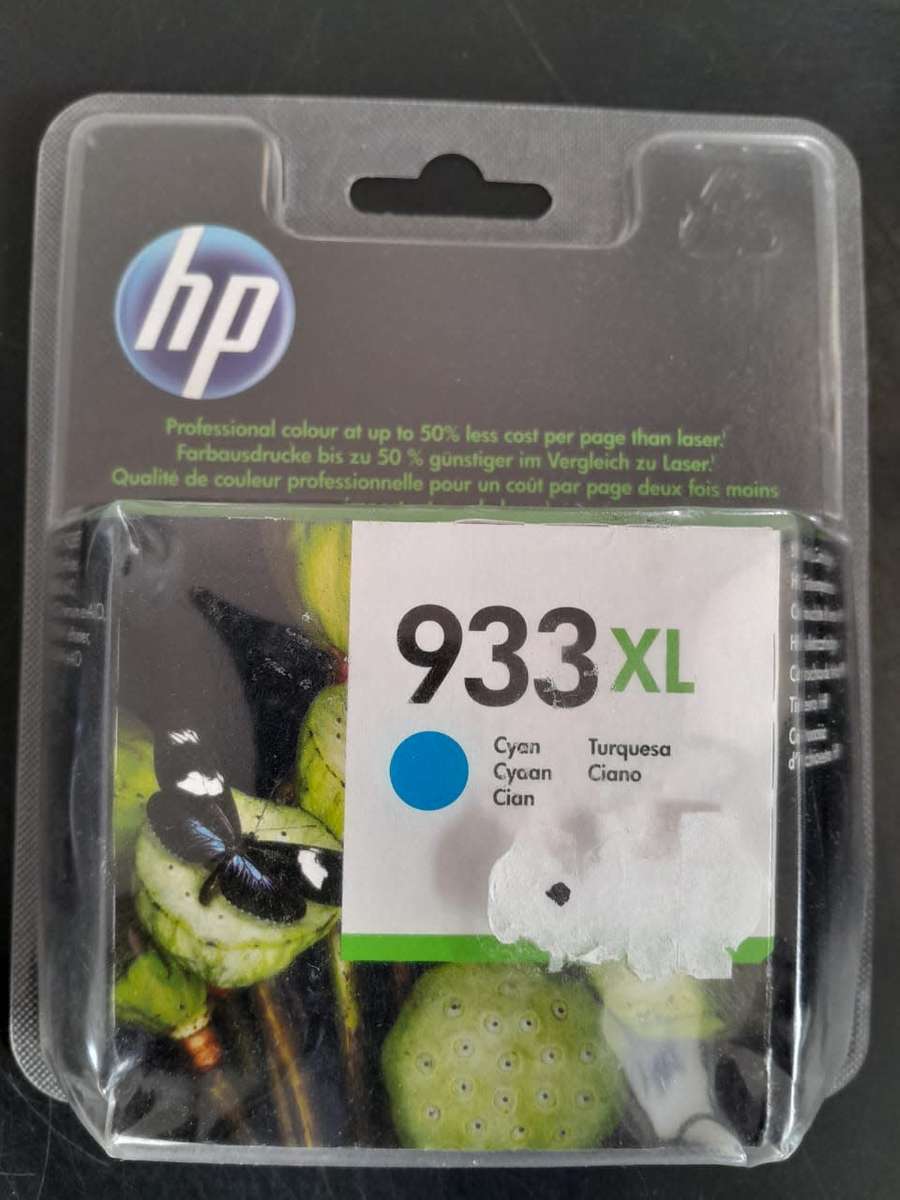 hp
Professional colour at up to 50% less cost per page than laser.¹
Farbausdrucke bis zu 50 % günstiger im Vergleich zu Laser.¹
Qualité de couleur professionnelle pour un coût par page deux fois moins
933XL
Cyan Turquesa
Cyaan Ciano
Cian